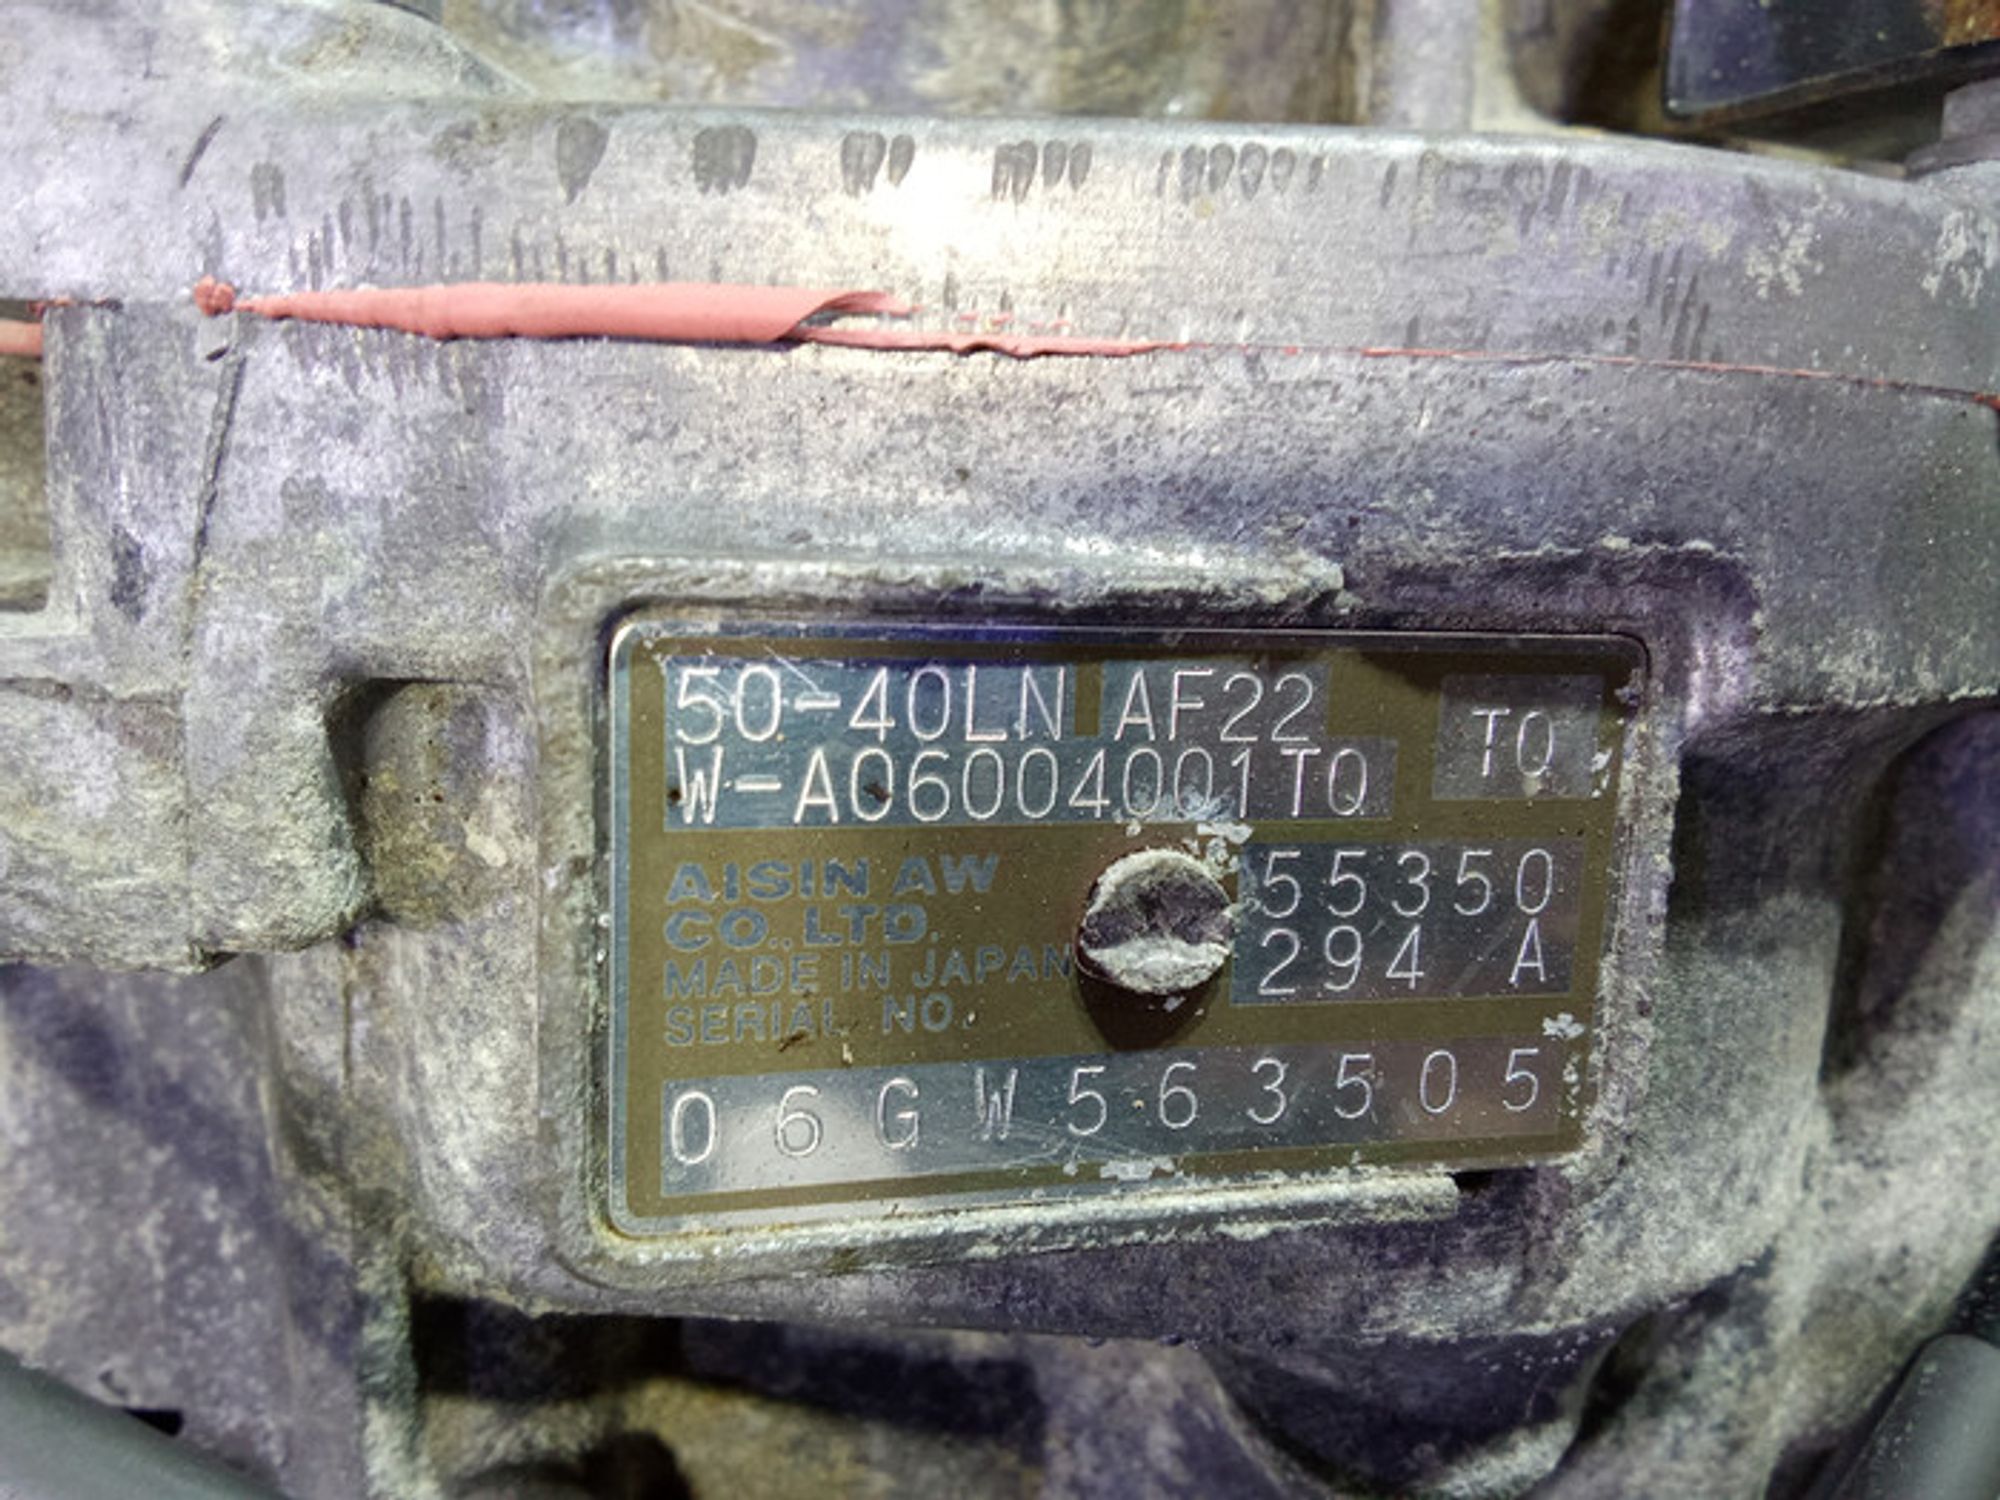 50-40LN AF22
W-A06004001TQ
TQ
AISIN AW
CO., LTD.
MADE IN JAPAN
SERIAL NO.
55350
294 A
06GW563505